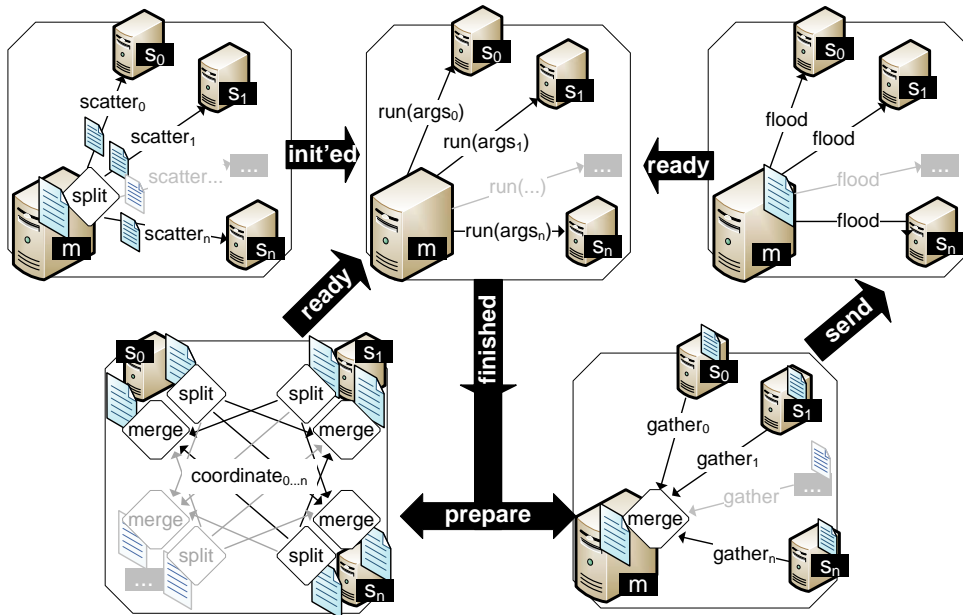 s₀
s₁
scatter₀
scatter₁
scatter...
...
split
scatterₙ
m
sₙ
init'ed
s₀
s₁
run(args₀)
run(args₁)
run(...)
...
run(argsₙ)
m
sₙ
ready
s₀
s₁
flood
flood
flood
...
flood
m
sₙ
ready
finished
send
s₀
s₁
split
split
merge
merge
coordinate₀...ₙ
merge
merge
split
split
...
sₙ
prepare
s₀
s₁
gather₀
gather₁
gather
...
merge
gatherₙ
m
sₙ